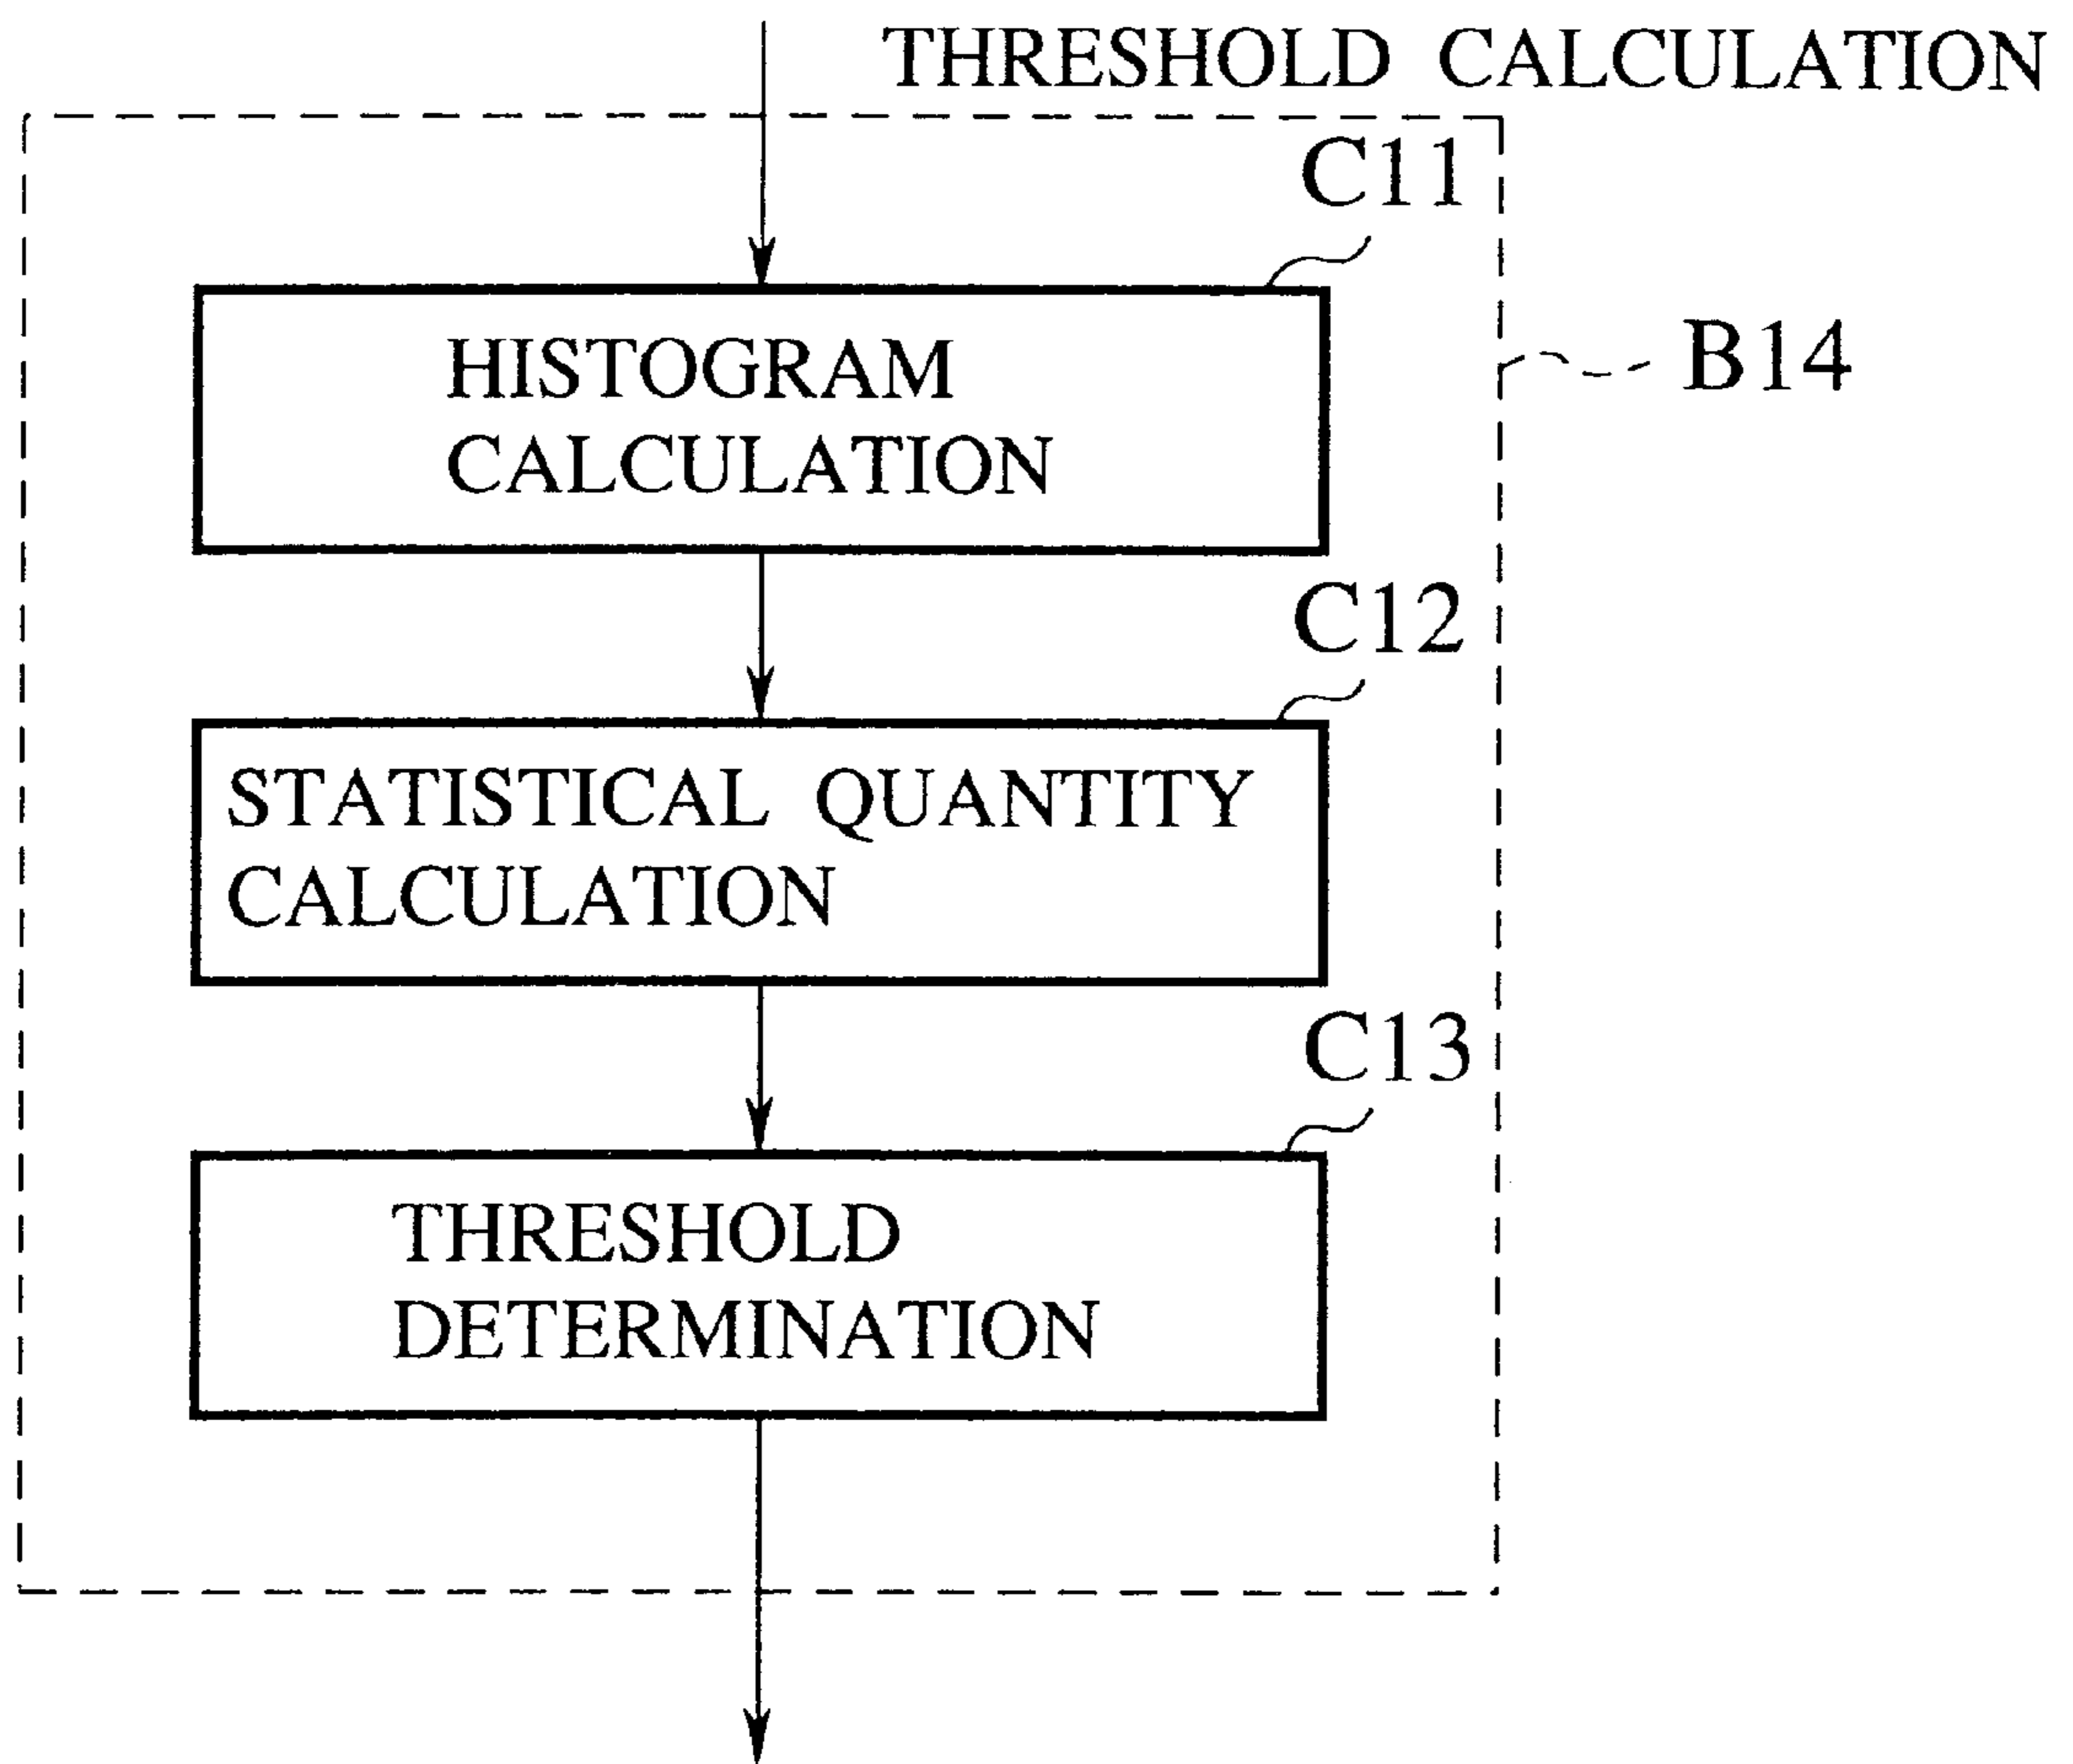 THRESHOLD CALCULATION
C11
HISTOGRAM
CALCULATION
B14
C12
STATISTICAL QUANTITY
CALCULATION
C13
THRESHOLD
DETERMINATION